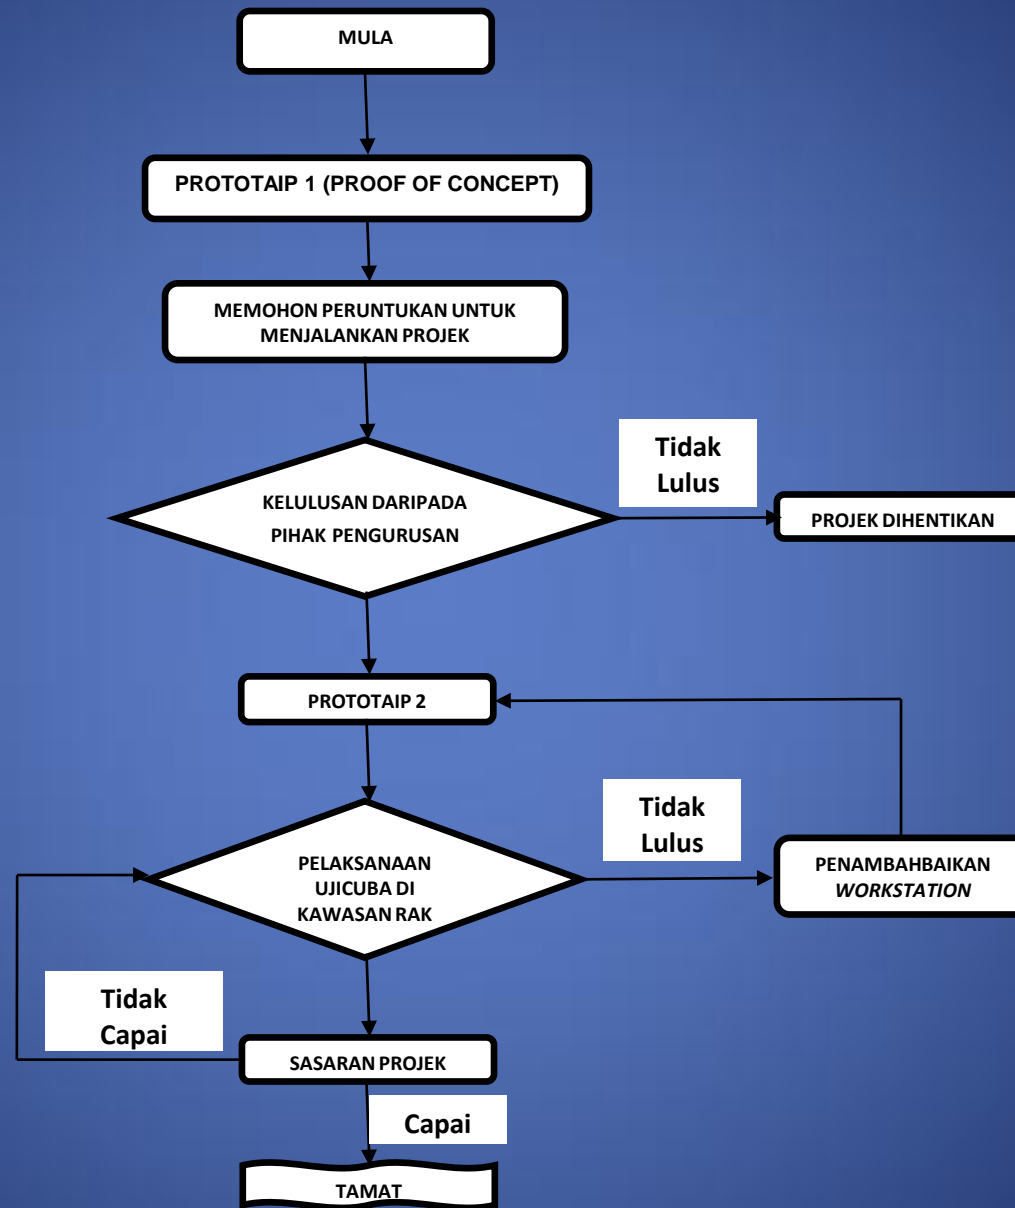 MULA
PROTOTAIP 1 (PROOF OF CONCEPT)
MEMOHON PERUNTUKAN UNTUK
MENJALANKAN PROJEK
Tidak
Lulus
KELULUSAN DARIPADA
PIHAK PENGURUSAN
PROJEK DIHENTIKAN
PROTOTAIP 2
Tidak
Lulus
PELAKSANAAN
UJICUBA DI
KAWASAN RAK
PENAMBAHBAIKAN
WORKSTATION
Tidak
Capai
SASARAN PROJEK
Capai
TAMAT